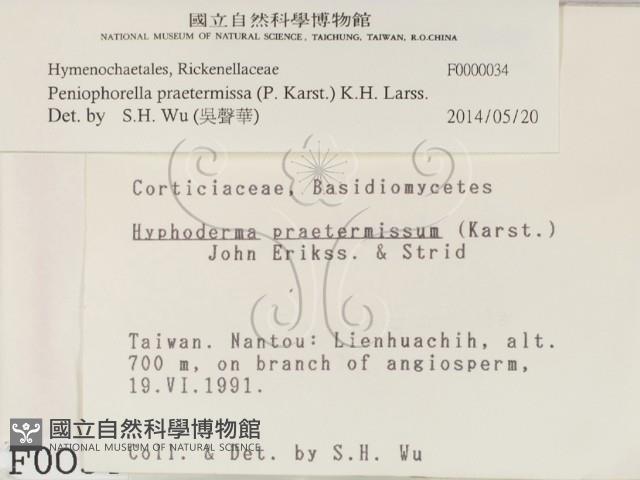 國立自然科學博物館
NATIONAL MUSEUM OF NATURAL SCIENCE, TAICHUNG, TAIWAN, R.O.CHINA
Hymenochaetales, Rickenellaceae F0000034
Peniophorella praetermissa (P. Karst.) K.H. Larss.
Det. by S.H. Wu (吳聲華) 2014/05/20
Corticiaceae, Basidiomycetes
Hyphoderma praetermissum (Karst.)
John Erikss. & Strid
Taiwan. Nantou: Lienhuachih, alt.
700 m, on branch of angiosperm,
19.VI.1991.
國立自然科學博物館
NATIONAL MUSEUM OF NATURAL SCIENCE
Coll. & Det. by S.H. Wu